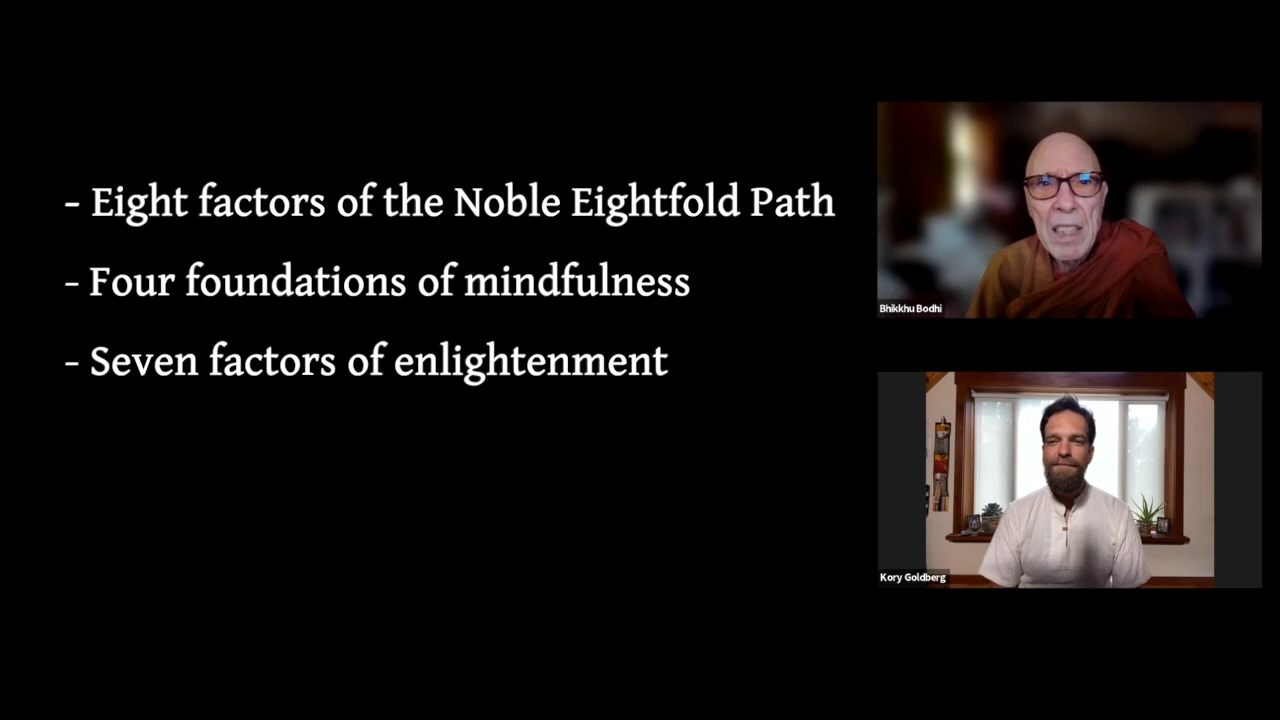 - Eight factors of the Noble Eightfold Path
- Four foundations of mindfulness
- Seven factors of enlightenment
Bhikkhu Bodhi
Kory Goldberg